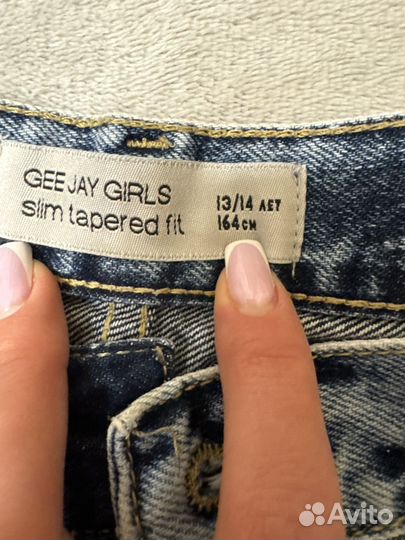 GEE JAY GIRLS
slim tapered fit
13/14 ЛЕТ
164 CM
Avito